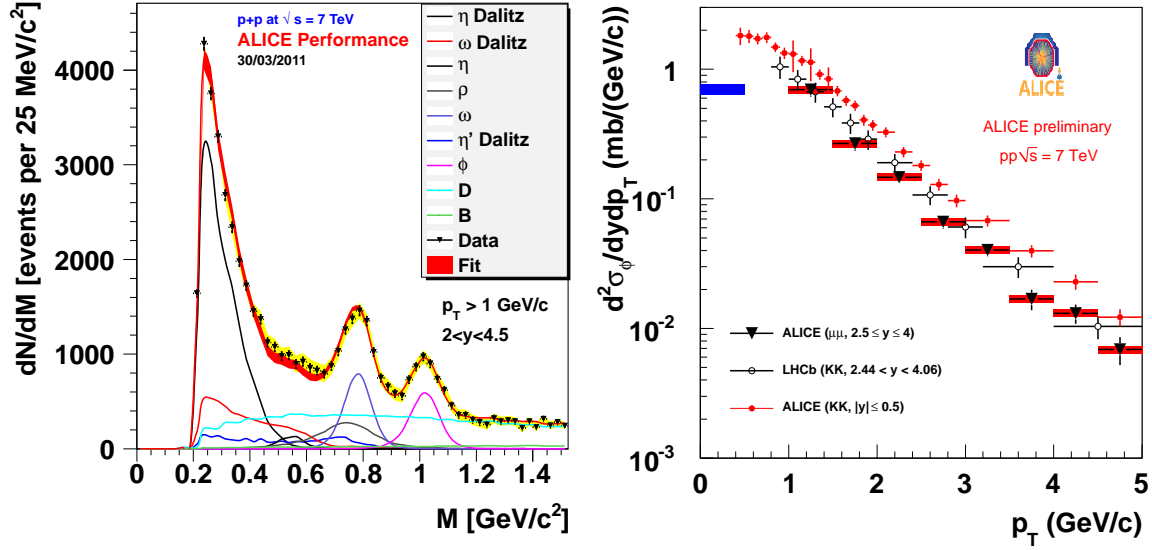 p+p at √ s = 7 TeV
ALICE Performance
30/03/2011
η Dalitz
ω Dalitz
η
ρ
ω
η' Dalitz
ϕ
D
B
Data
Fit
p_T > 1 GeV/c
2<y<4.5
dN/dM [events per 25 MeV/c²]
4000
3000
2000
1000
0
0 0.2 0.4 0.6 0.8 1 1.2 1.4
M [GeV/c²]
d²σ_ϕ/dydp_T (mb/(GeV/c))
1
10⁻¹
10⁻²
10⁻³
ALICE
ALICE preliminary
pp√s = 7 TeV
ALICE (μμ, 2.5 ≤ y ≤ 4)
LHCb (KK, 2.44 < y < 4.06)
ALICE (KK, |y| ≤ 0.5)
0 1 2 3 4 5
p_T (GeV/c)